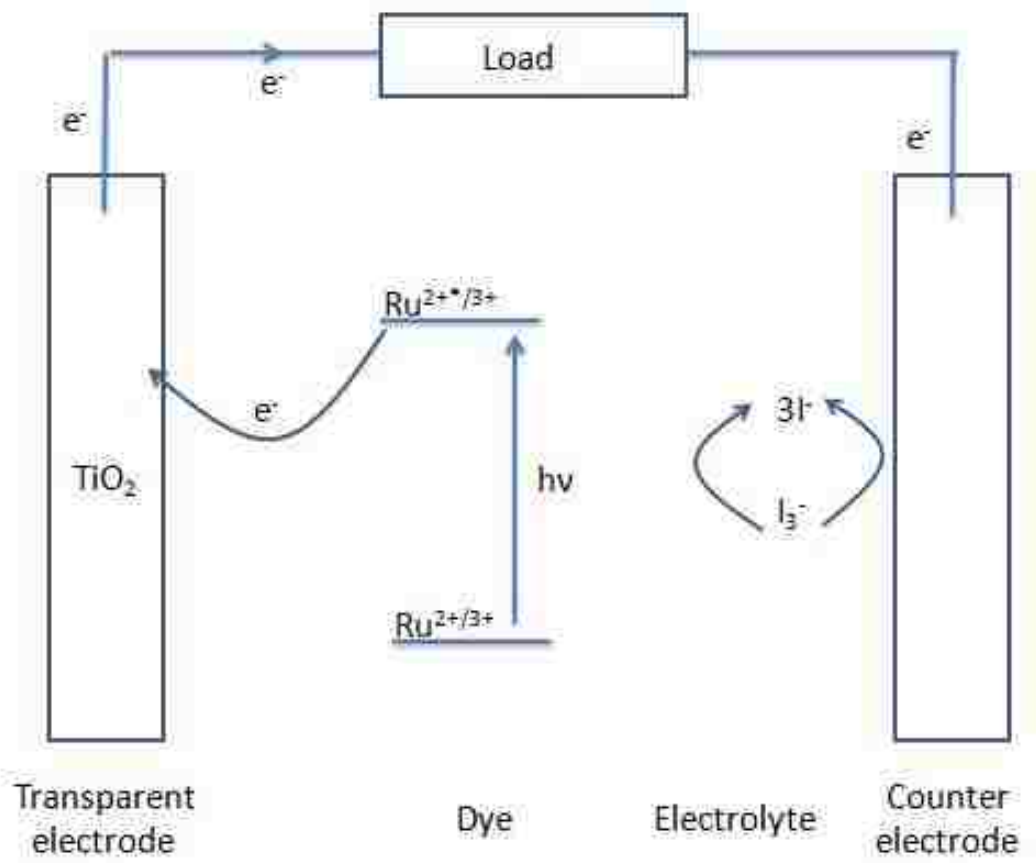 Load
e⁻
e⁻
e⁻
Ru²⁺*/³⁺
e⁻
3I⁻
TiO₂
hν
I₃⁻
Ru²⁺/³⁺
Transparent
electrode
Dye
Electrolyte
Counter
electrode